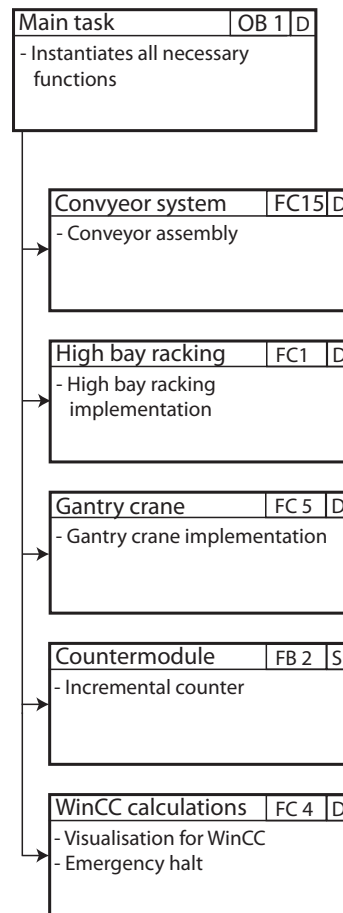 Main task OB 1 D
- Instantiates all necessary
functions
Convyeor system FC15 D
- Conveyor assembly
High bay racking FC1 D
- High bay racking
implementation
Gantry crane FC 5 D
- Gantry crane implementation
Countermodule FB 2 S
- Incremental counter
WinCC calculations FC 4 D
- Visualisation for WinCC
- Emergency halt